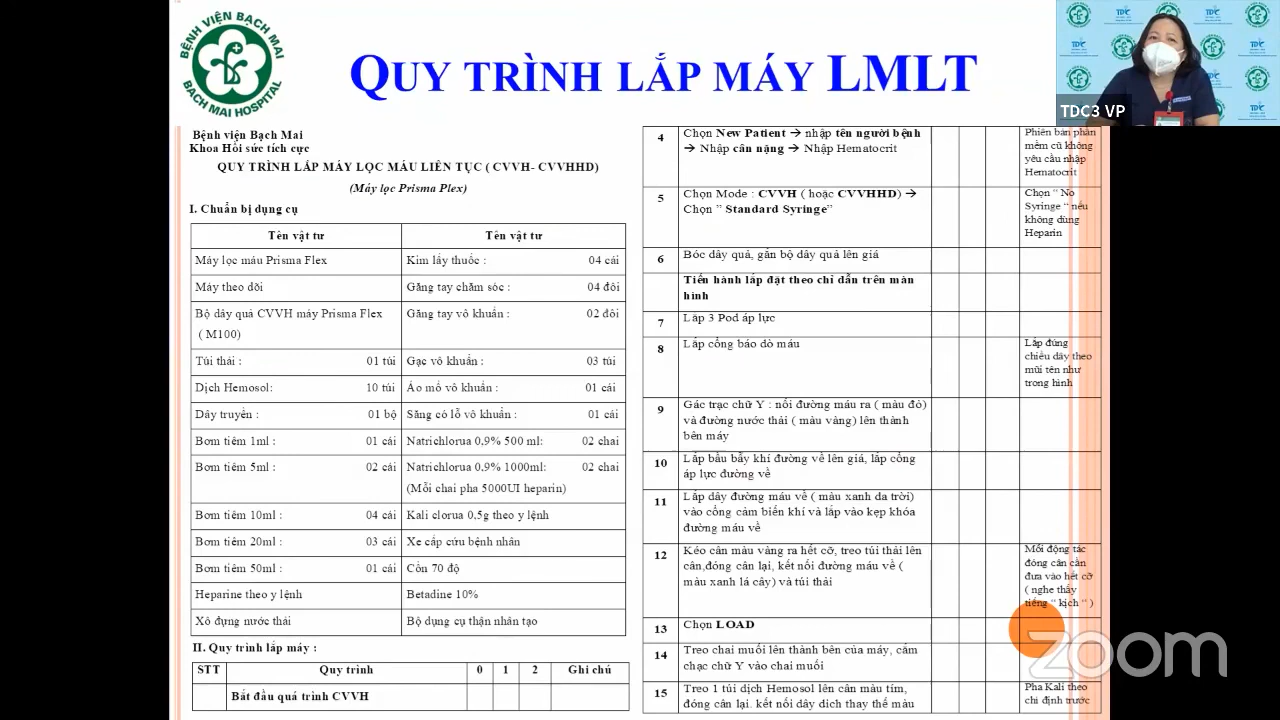 BỆNH VIỆN BẠCH MAI
BACH MAI HOSPITAL
QUY TRÌNH LẮP MÁY LMLT
TDC3 VP
Bệnh viện Bạch Mai
Khoa Hồi sức tích cực
QUY TRÌNH LẮP MÁY LỌC MÁU LIÊN TỤC ( CVVH- CVVHHD)
(Máy lọc Prisma Plex)
I. Chuẩn bị dụng cụ
Tên vật tư Tên vật tư
Máy lọc máu Prisma Flex Kim lấy thuốc : 04 cái
Máy theo dõi Găng tay chăm sóc : 04 đôi
Bộ dây quả CVVH máy Prisma Flex Găng tay vô khuẩn : 02 đôi
( M100)
Túi thải : 01 túi Gạc vô khuẩn : 03 túi
Dịch Hemosol: 10 túi Áo mổ vô khuẩn : 01 cái
Dây truyền : 01 bộ Săng có lỗ vô khuẩn : 01 cái
Bơm tiêm 1ml : 01 cái Natrichlorua 0,9% 500 ml: 02 chai
Bơm tiêm 5ml : 02 cái Natrichlorua 0,9% 1000ml: 02 chai
(Mỗi chai pha 5000UI heparin)
Bơm tiêm 10ml : 04 cái Kali clorua 0,5g theo y lệnh
Bơm tiêm 20ml : 03 cái Xe cấp cứu bệnh nhân
Bơm tiêm 50ml : 01 cái Cồn 70 độ
Heparine theo y lệnh Betadine 10%
Xô đựng nước thải Bộ dụng cụ thận nhân tạo
II. Quy trình lắp máy :
STT Quy trình 0 1 2 Ghi chú
Bắt đầu quá trình CVVH
4 Chọn New Patient → nhập tên người bệnh
→ Nhập cân nặng → Nhập Hematocrit
Phiên bản phần
mềm cũ không
yêu cầu nhập
Hematocrit
5 Chọn Mode : CVVH ( hoặc CVVHHD) →
Chọn " Standard Syringe"
Chọn " No
Syringe " nếu
không dùng
Heparin
6 Bóc dây quả, gắn bộ dây quả lên giá
Tiến hành lắp đặt theo chỉ dẫn trên màn
hình
7 Lắp 3 Pod áp lực
8 Lắp cổng báo dò máu
Lắp đúng
chiều dây theo
mũi tên như
trong hình
9 Gác trạc chữ Y : nối đường máu ra ( màu đỏ)
và đường nước thải ( màu vàng) lên thành
bên máy
10 Lắp bầu bẫy khí đường về lên giá, lắp cổng
áp lực đường về
11 Lắp dây đường máu về ( màu xanh da trời)
vào cổng cảm biến khí và lắp vào kẹp khóa
đường máu về
12 Kéo cân màu vàng ra hết cỡ, treo túi thải lên
cân,đóng cân lại, kết nối đường máu về (
màu xanh lá cây) và túi thải
Mỗi động tác
đóng cân cần
đưa vào hết cỡ
( nghe thấy
tiếng " kịch " )
13 Chọn LOAD
14 Treo chai muối lên thành bên của máy, cắm
chạc chữ Y vào chai muối
15 Treo 1 túi dịch Hemosol lên cân màu tím,
đóng cân lại. kết nối dây dịch thay thế màu
Pha Kali theo
chỉ định trước
zoom